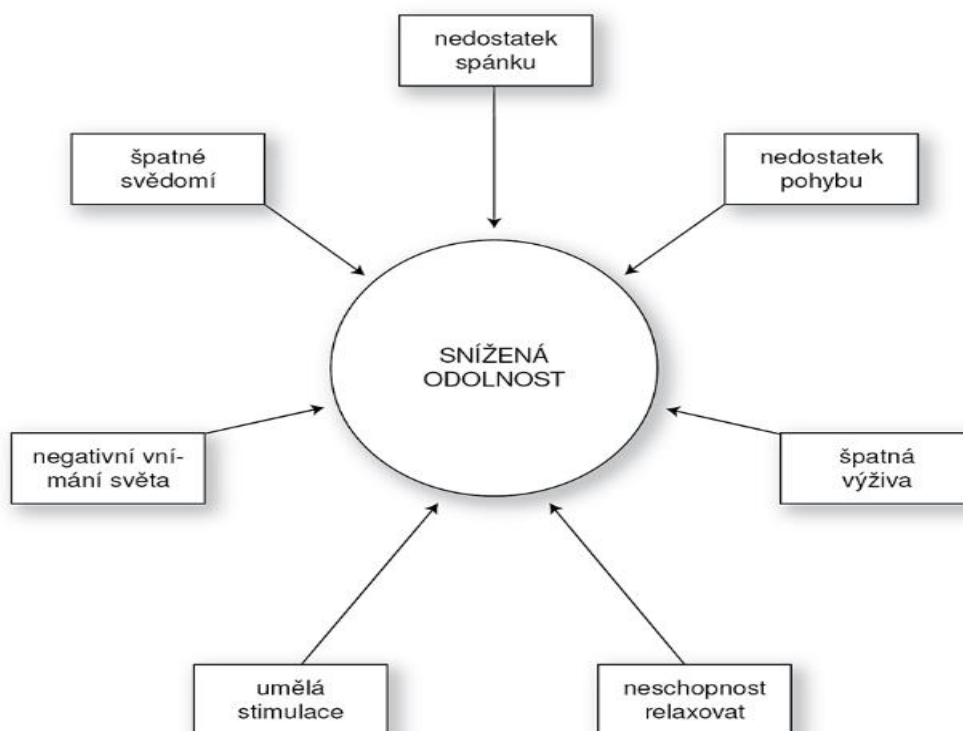 nedostatek
spánku
špatné
svědomí
nedostatek
pohybu
SNÍŽENÁ
ODOLNOST
negativní vní-
mání světa
špatná
výživa
umělá
stimulace
neschopnost
relaxovat